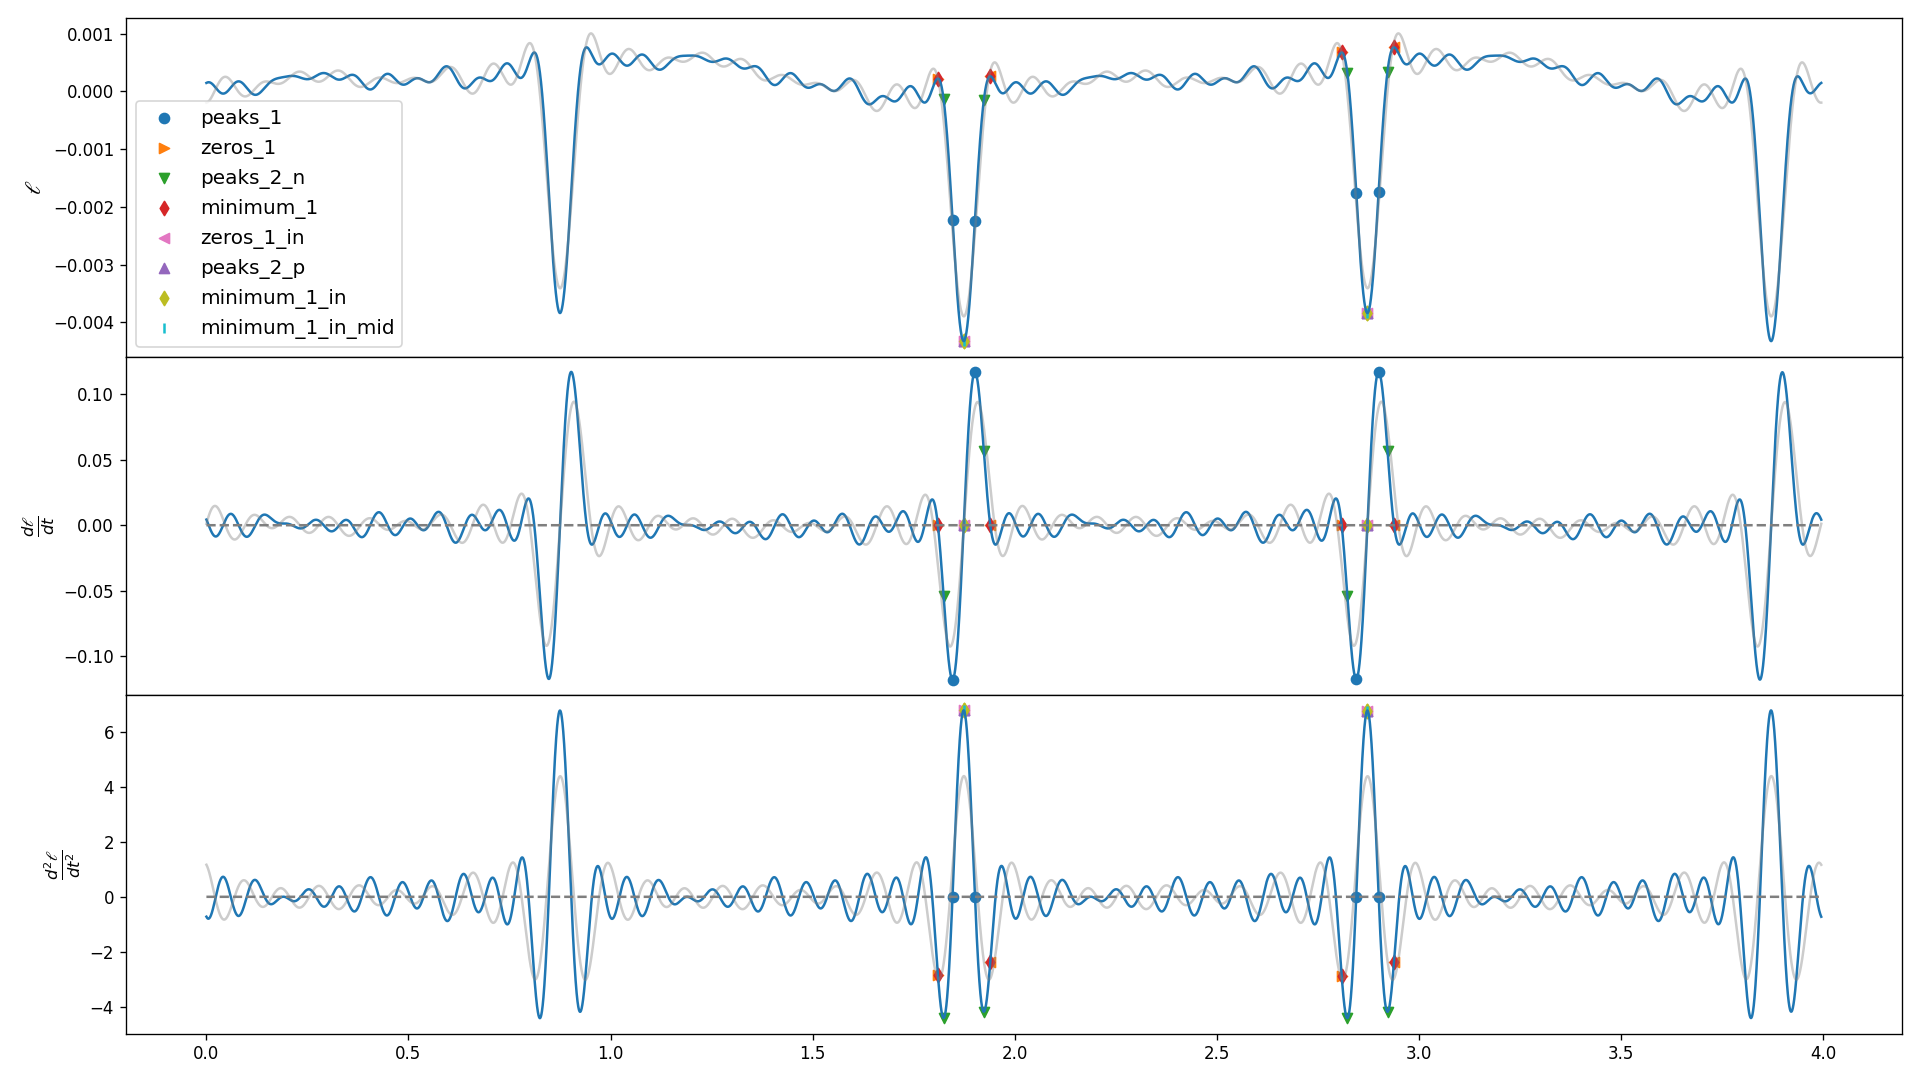 0.001
0.000
−0.001
−0.002
−0.003
−0.004
ℓ
peaks_1
zeros_1
peaks_2_n
minimum_1
zeros_1_in
peaks_2_p
minimum_1_in
minimum_1_in_mid
0.10
0.05
0.00
−0.05
−0.10
dℓ
dt
6
4
2
0
−2
−4
d²ℓ
dt²
0.0 0.5 1.0 1.5 2.0 2.5 3.0 3.5 4.0